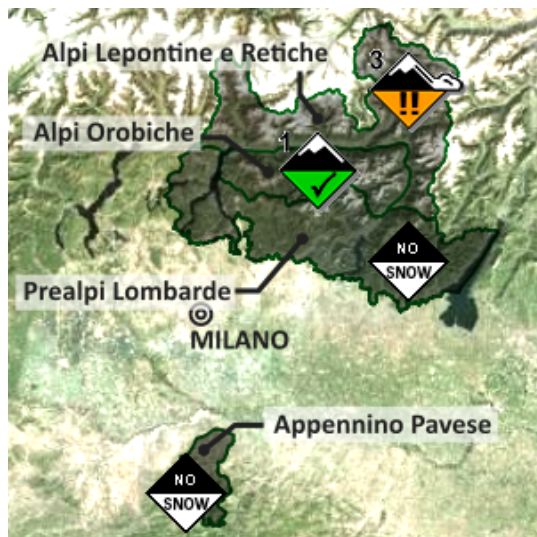 Alpi Lepontine e Retiche
3
!!
Alpi Orobiche
1
NO
SNOW
Prealpi Lombarde
MILANO
Appennino Pavese
NO
SNOW